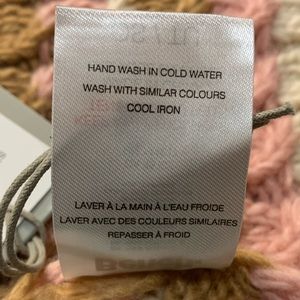 HAND WASH IN COLD WATER
WASH WITH SIMILAR COLOURS
COOL IRON
LAVER À LA MAIN À L'EAU FROIDE
LAVER AVEC DES COULEURS SIMILAIRES
REPASSER À FROID